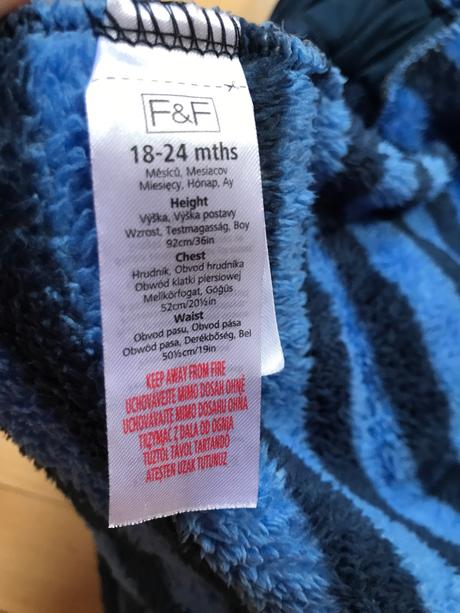 F&F
18-24 mths
Měsíců, Mesiacov
Miesięcy, Hónap, Ay
Height
Výška, Výška postavy
Wzrost, Testmagasság, Boy
92cm/36in
Chest
Hrudník, Obvod hrudníka
Obwód klatki piersiowej
Mellkörfogat, Göğüs
52cm/20½in
Waist
Obvod pasu, Obvod pása
Obwód pasa, Derékbőség, Bel
50½cm/19in
KEEP AWAY FROM FIRE
UCHOVÁVEJTE MIMO DOSAH OHNĚ
UCHOVÁVAJTE MIMO DOSAHU OHŇA
TRZYMAĆ Z DALA OD OGNIA
TŰZTŐL TÁVOL TARTANDÓ
ATEŞTEN UZAK TUTUNUZ